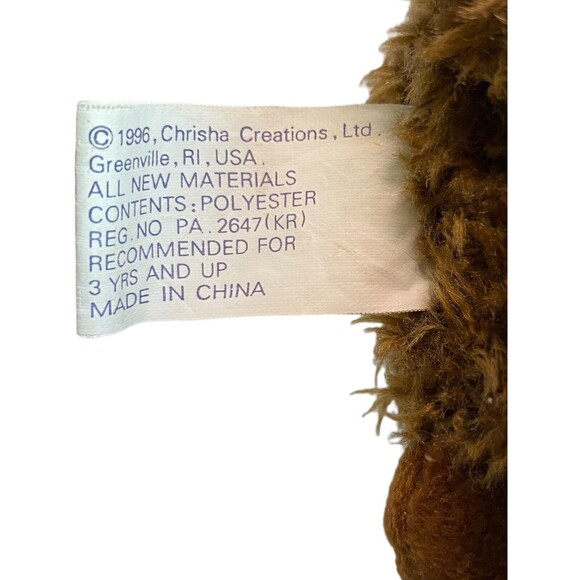 © 1996, Chrisha Creations, Ltd.
Greenville, RI, USA.
ALL NEW MATERIALS
CONTENTS: POLYESTER
REG. NO PA. 2647(KR)
RECOMMENDED FOR
3 YRS AND UP
MADE IN CHINA